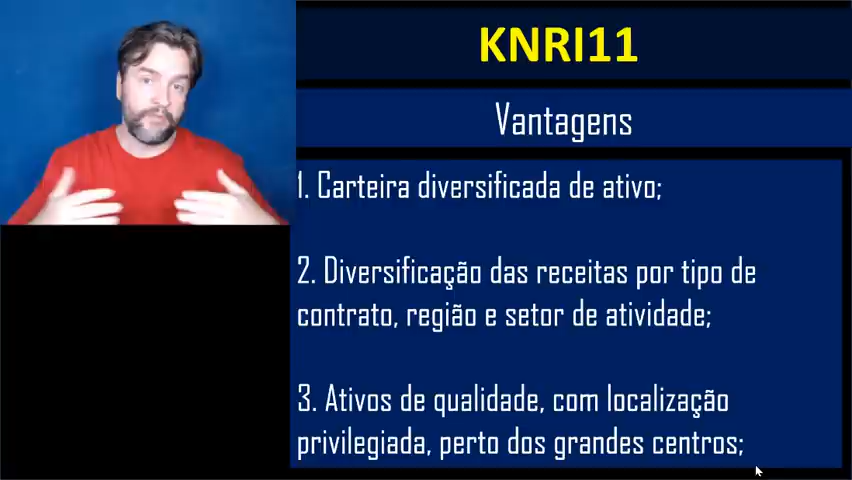 KNRI11
Vantagens
1. Carteira diversificada de ativo;
2. Diversificação das receitas por tipo de
contrato, região e setor de atividade;
3. Ativos de qualidade, com localização
privilegiada, perto dos grandes centros;